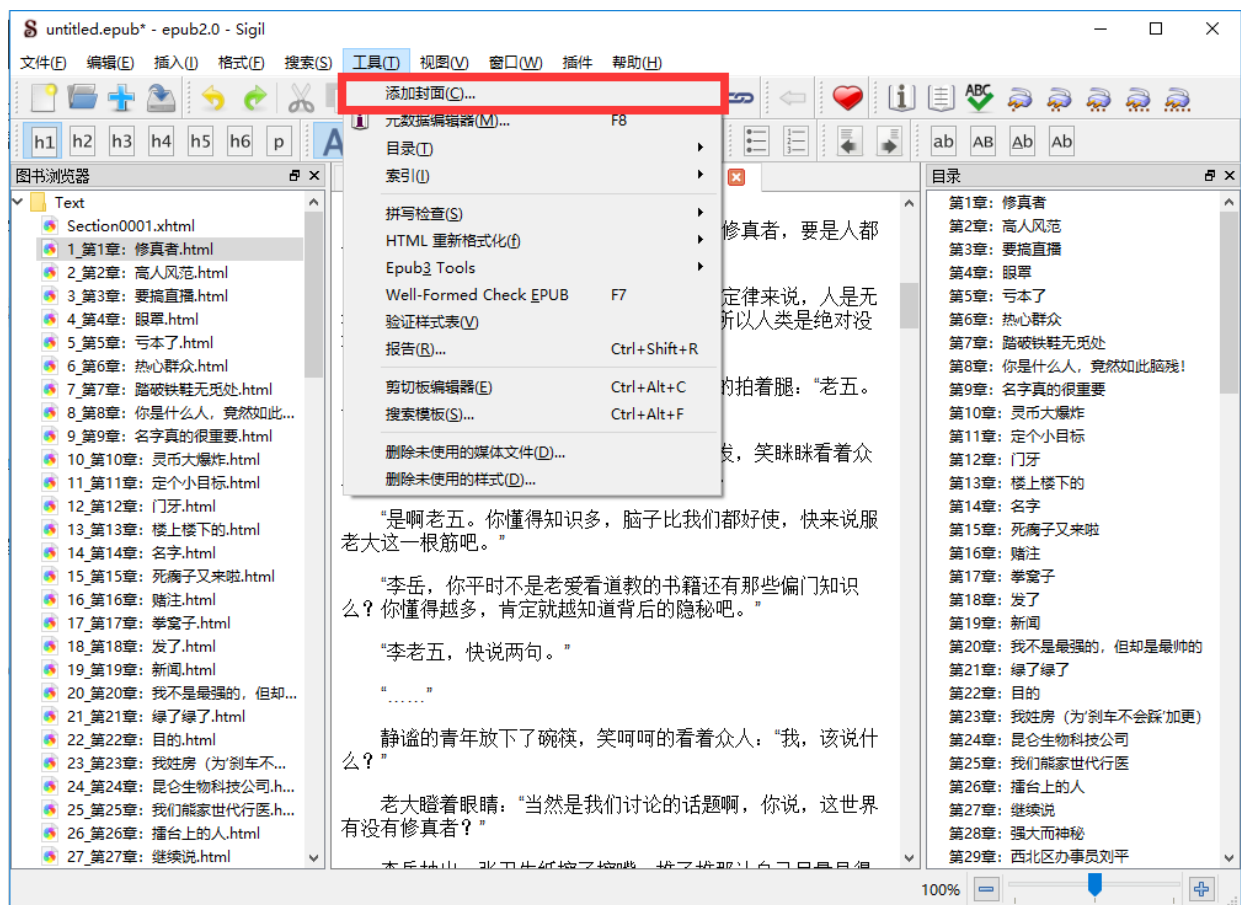 untitled.epub* - epub2.0 - Sigil
文件(F) 编辑(E) 插入(I) 格式(F) 搜索(S) 工具(T) 视图(V) 窗口(W) 插件 帮助(H)
添加封面(C)...
元数据编辑器(M)... F8
目录(T)
索引(I)
拼写检查(S)
HTML 重新格式化(f)
Epub3 Tools
Well-Formed Check EPUB F7
验证样式表(V)
报告(R)... Ctrl+Shift+R
剪切板编辑器(E) Ctrl+Alt+C
搜索模板(S)... Ctrl+Alt+F
删除未使用的媒体文件(D)...
删除未使用的样式(D)...
ABC
h1 h2 h3 h4 h5 h6 p A
ab AB Ab Ab
图书浏览器
Text
Section0001.xhtml
1_第1章：修真者.html
2_第2章：高人风范.html
3_第3章：要搞直播.html
4_第4章：眼罩.html
5_第5章：亏本了.html
6_第6章：热心群众.html
7_第7章：踏破铁鞋无觅处.html
8_第8章：你是什么人，竟然如此...
9_第9章：名字真的很重要.html
10_第10章：灵币大爆炸.html
11_第11章：定个小目标.html
12_第12章：门牙.html
13_第13章：楼上楼下的.html
14_第14章：名字.html
15_第15章：死瘸子又来啦.html
16_第16章：赌注.html
17_第17章：拳窝子.html
18_第18章：发了.html
19_第19章：新闻.html
20_第20章：我不是最强的，但却...
21_第21章：绿了绿了.html
22_第22章：目的.html
23_第23章：我姓房（为‘刹车不...
24_第24章：昆仑生物科技公司.h...
25_第25章：我们熊家世代行医.h...
26_第26章：擂台上的人.html
27_第27章：继续说.html
修真者，要是人都
定律来说，人是无
所以人类是绝对没
的拍着腿：“老五。
发，笑眯眯看着众
“是啊老五。你懂得知识多，脑子比我们都好使，快来说服
老大这一根筋吧。”
“李岳，你平时不是老爱看道教的书籍还有那些偏门知识
么？你懂得越多，肯定就越知道背后的隐秘吧。”
“李老五，快说两句。”
“……”
静谧的青年放下了碗筷，笑呵呵的看着众人：“我，该说什
么？”
老大瞪着眼睛：“当然是我们讨论的话题啊，你说，这世界
有没有修真者？”
目录
第1章：修真者
第2章：高人风范
第3章：要搞直播
第4章：眼罩
第5章：亏本了
第6章：热心群众
第7章：踏破铁鞋无觅处
第8章：你是什么人，竟然如此脑残！
第9章：名字真的很重要
第10章：灵币大爆炸
第11章：定个小目标
第12章：门牙
第13章：楼上楼下的
第14章：名字
第15章：死瘸子又来啦
第16章：赌注
第17章：拳窝子
第18章：发了
第19章：新闻
第20章：我不是最强的，但却是最帅的
第21章：绿了绿了
第22章：目的
第23章：我姓房（为‘刹车不会踩’加更）
第24章：昆仑生物科技公司
第25章：我们熊家世代行医
第26章：擂台上的人
第27章：继续说
第28章：强大而神秘
第29章：西北区办事员刘平
100%